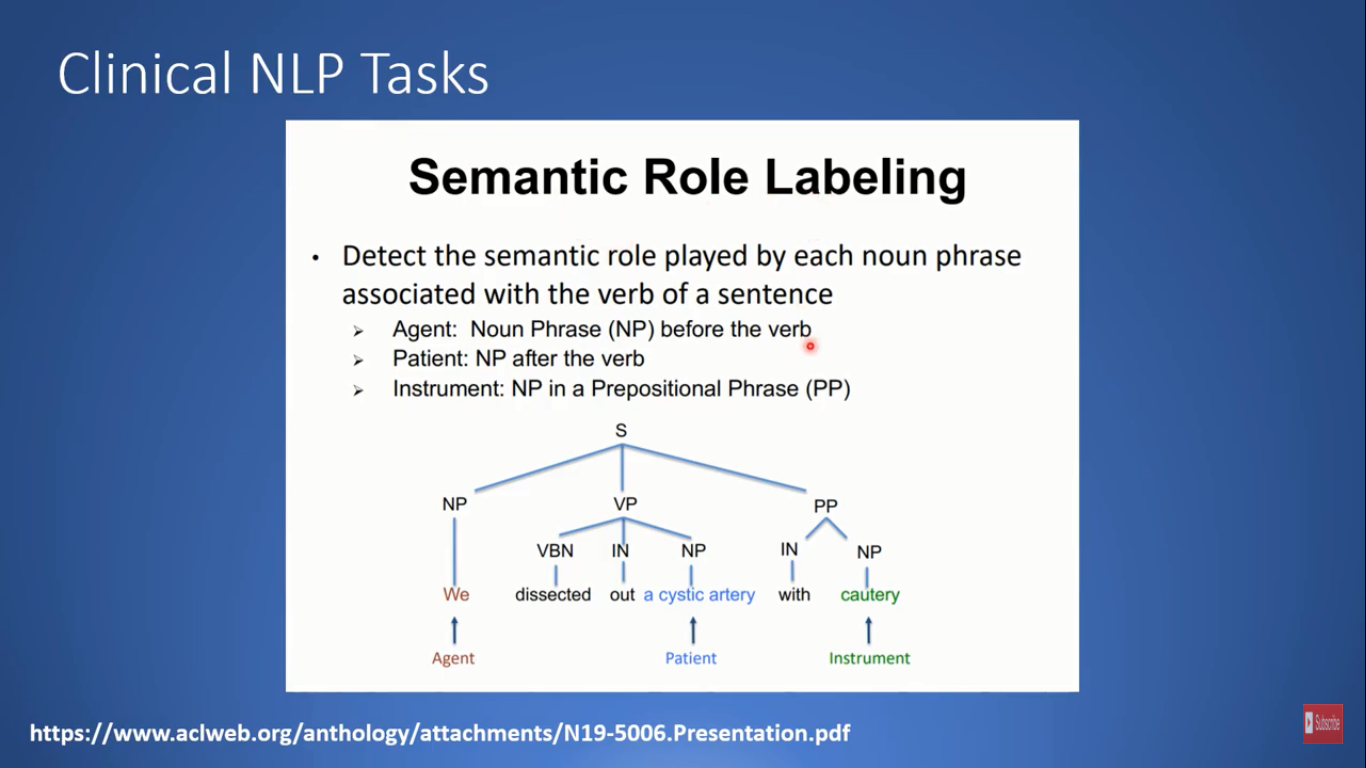 Clinical NLP Tasks
Semantic Role Labeling
• Detect the semantic role played by each noun phrase
associated with the verb of a sentence
➢ Agent: Noun Phrase (NP) before the verb
➢ Patient: NP after the verb
➢ Instrument: NP in a Prepositional Phrase (PP)
S
NP VP PP
VBN IN NP IN NP
We dissected out a cystic artery with cautery
Agent Patient Instrument
https://www.aclweb.org/anthology/attachments/N19-5006.Presentation.pdf
Subscribe